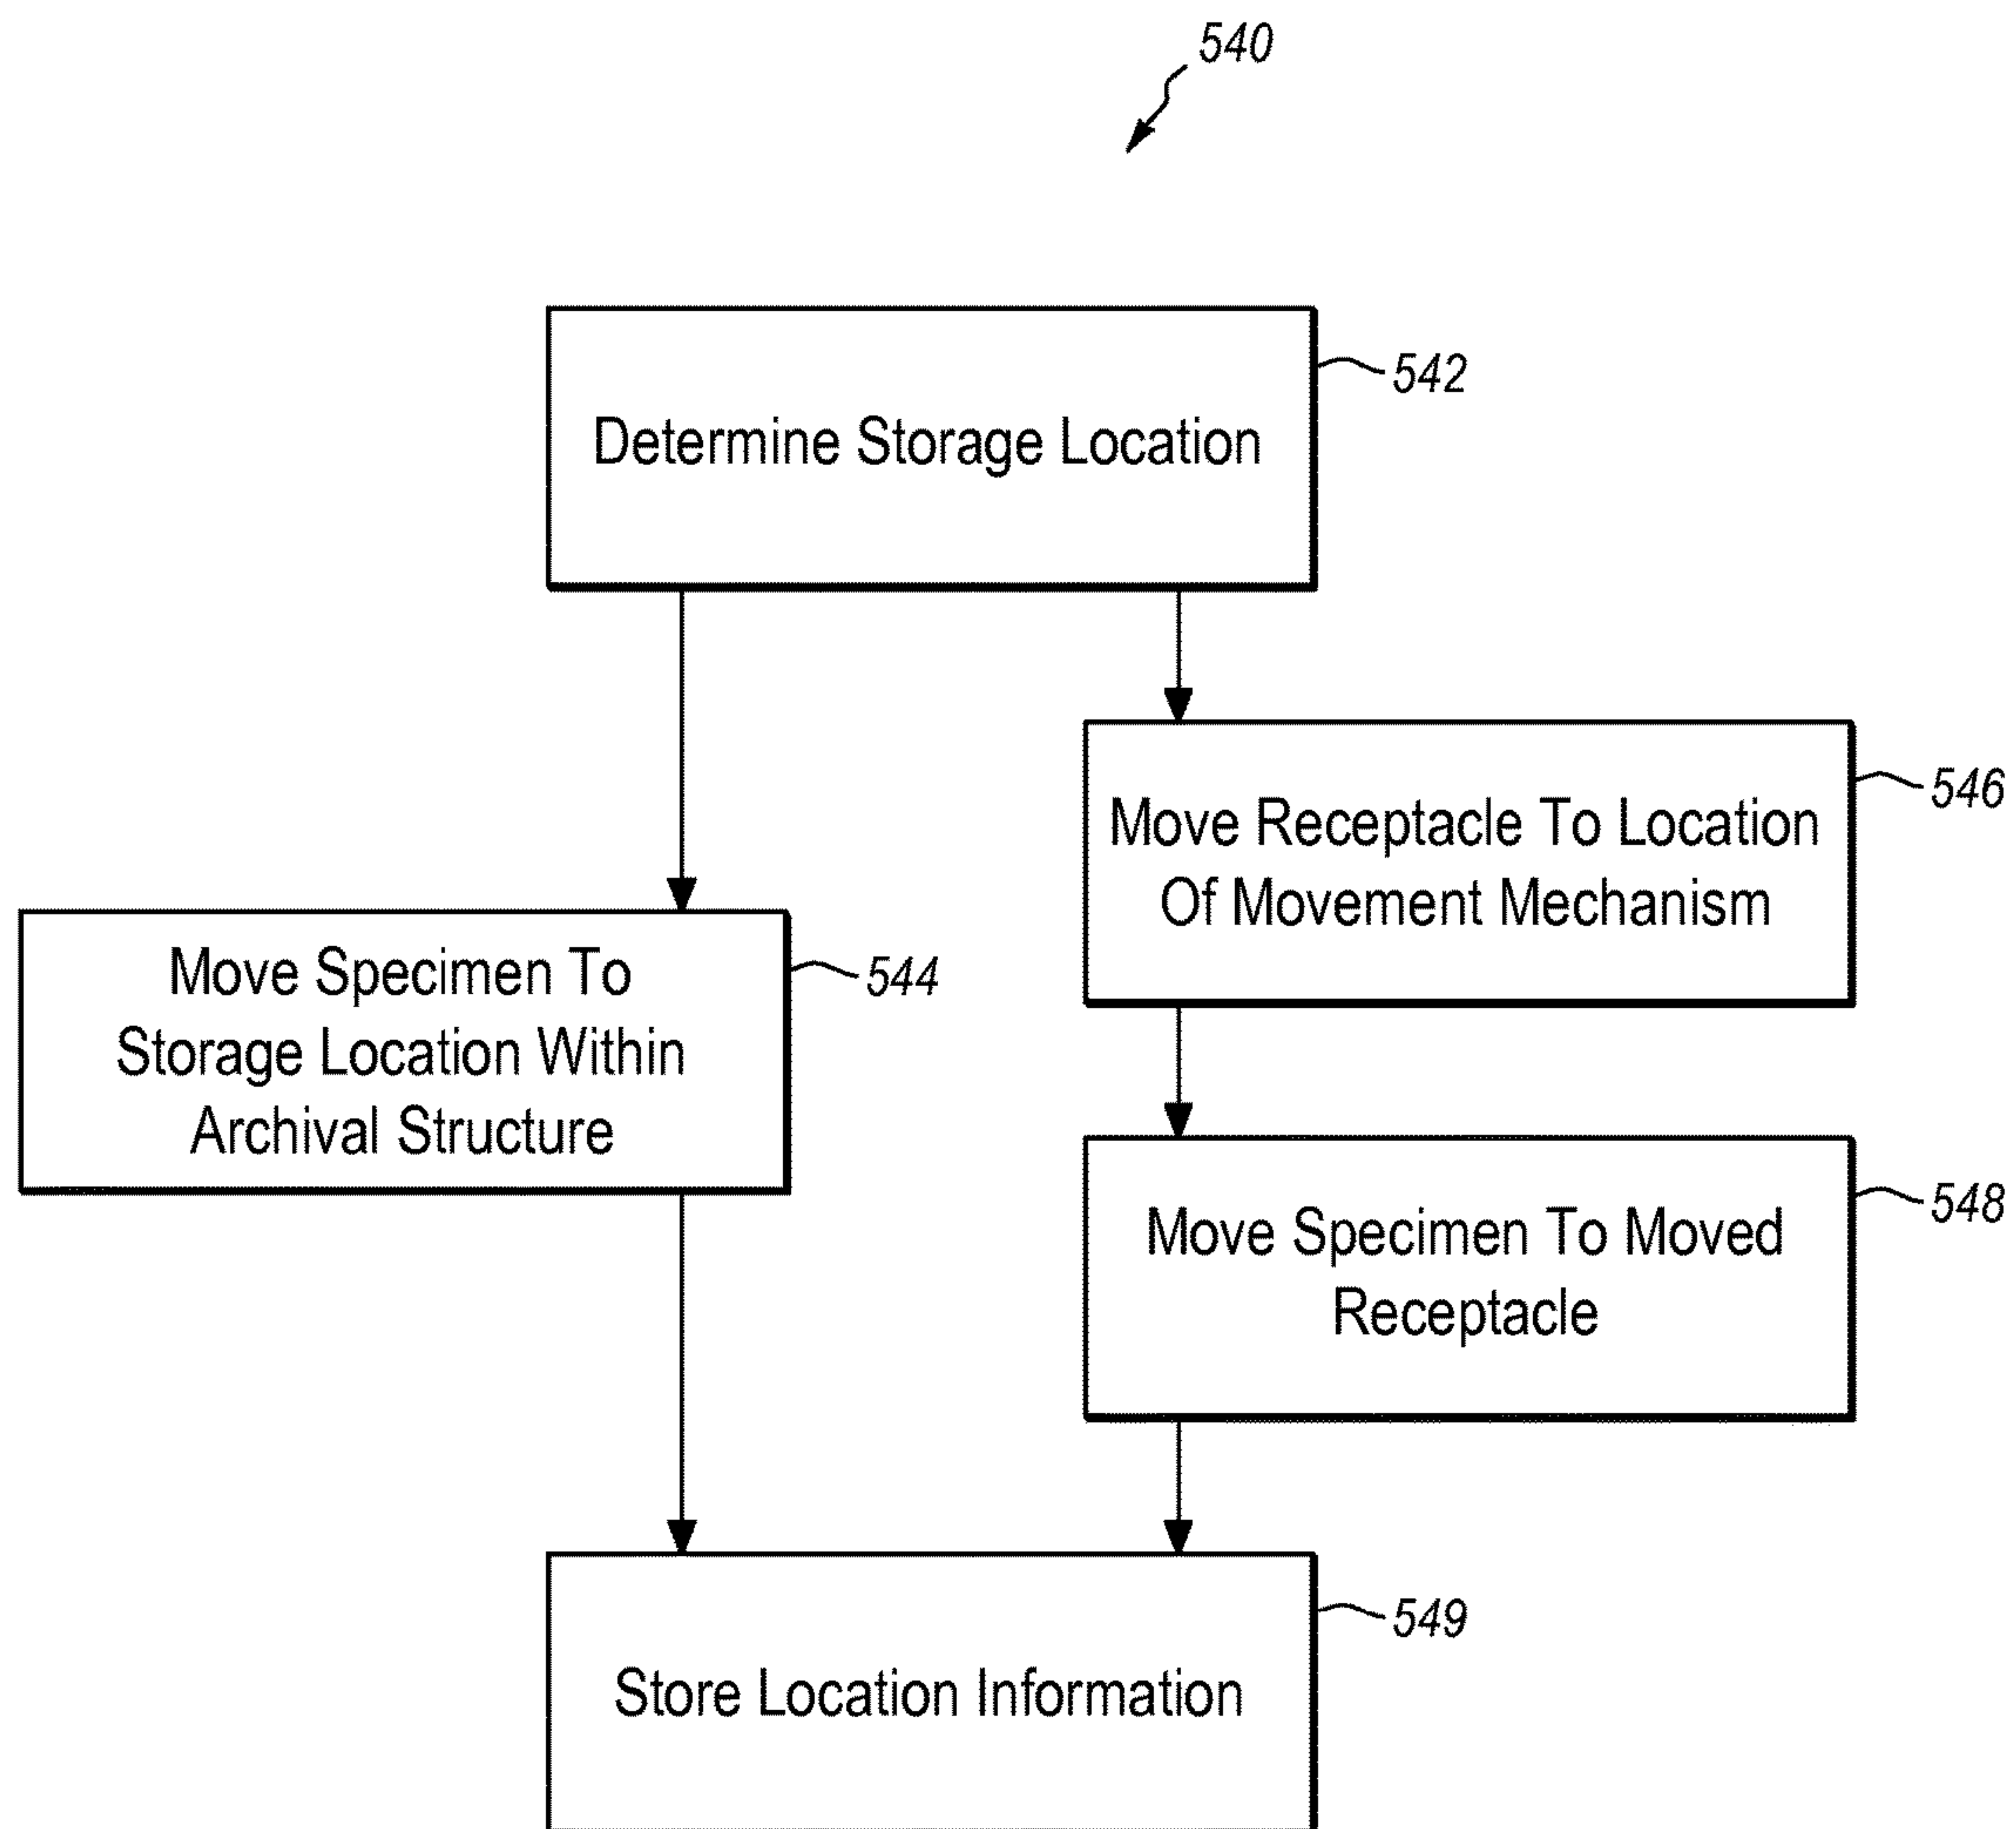 540
Determine Storage Location
542
Move Receptacle To Location
Of Movement Mechanism
546
Move Specimen To
Storage Location Within
Archival Structure
544
Move Specimen To Moved
Receptacle
548
Store Location Information
549